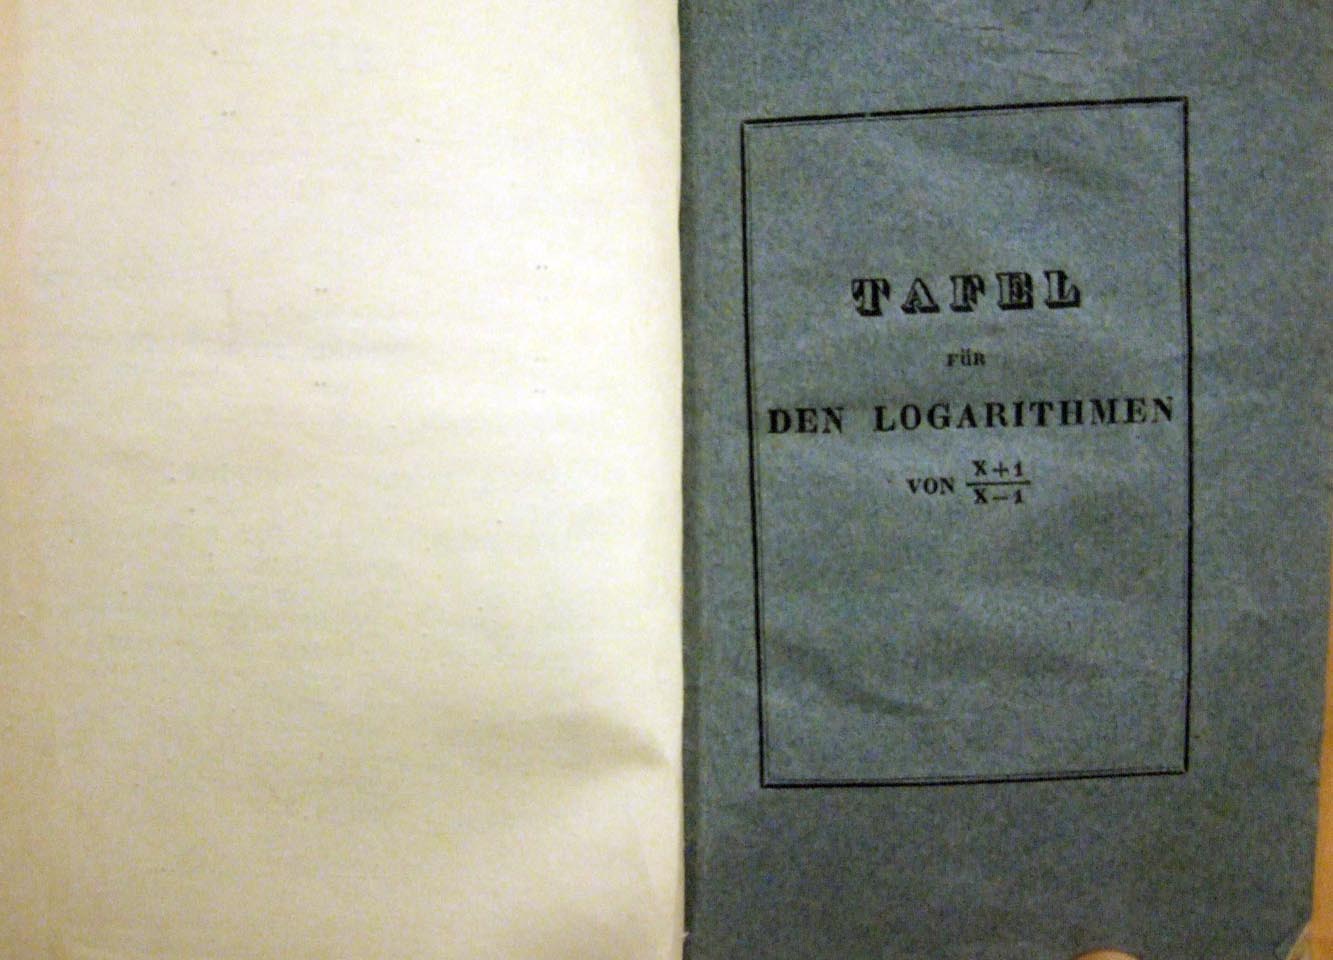 TAFEL
FÜR
DEN LOGARITHMEN
VON X+1
X−1